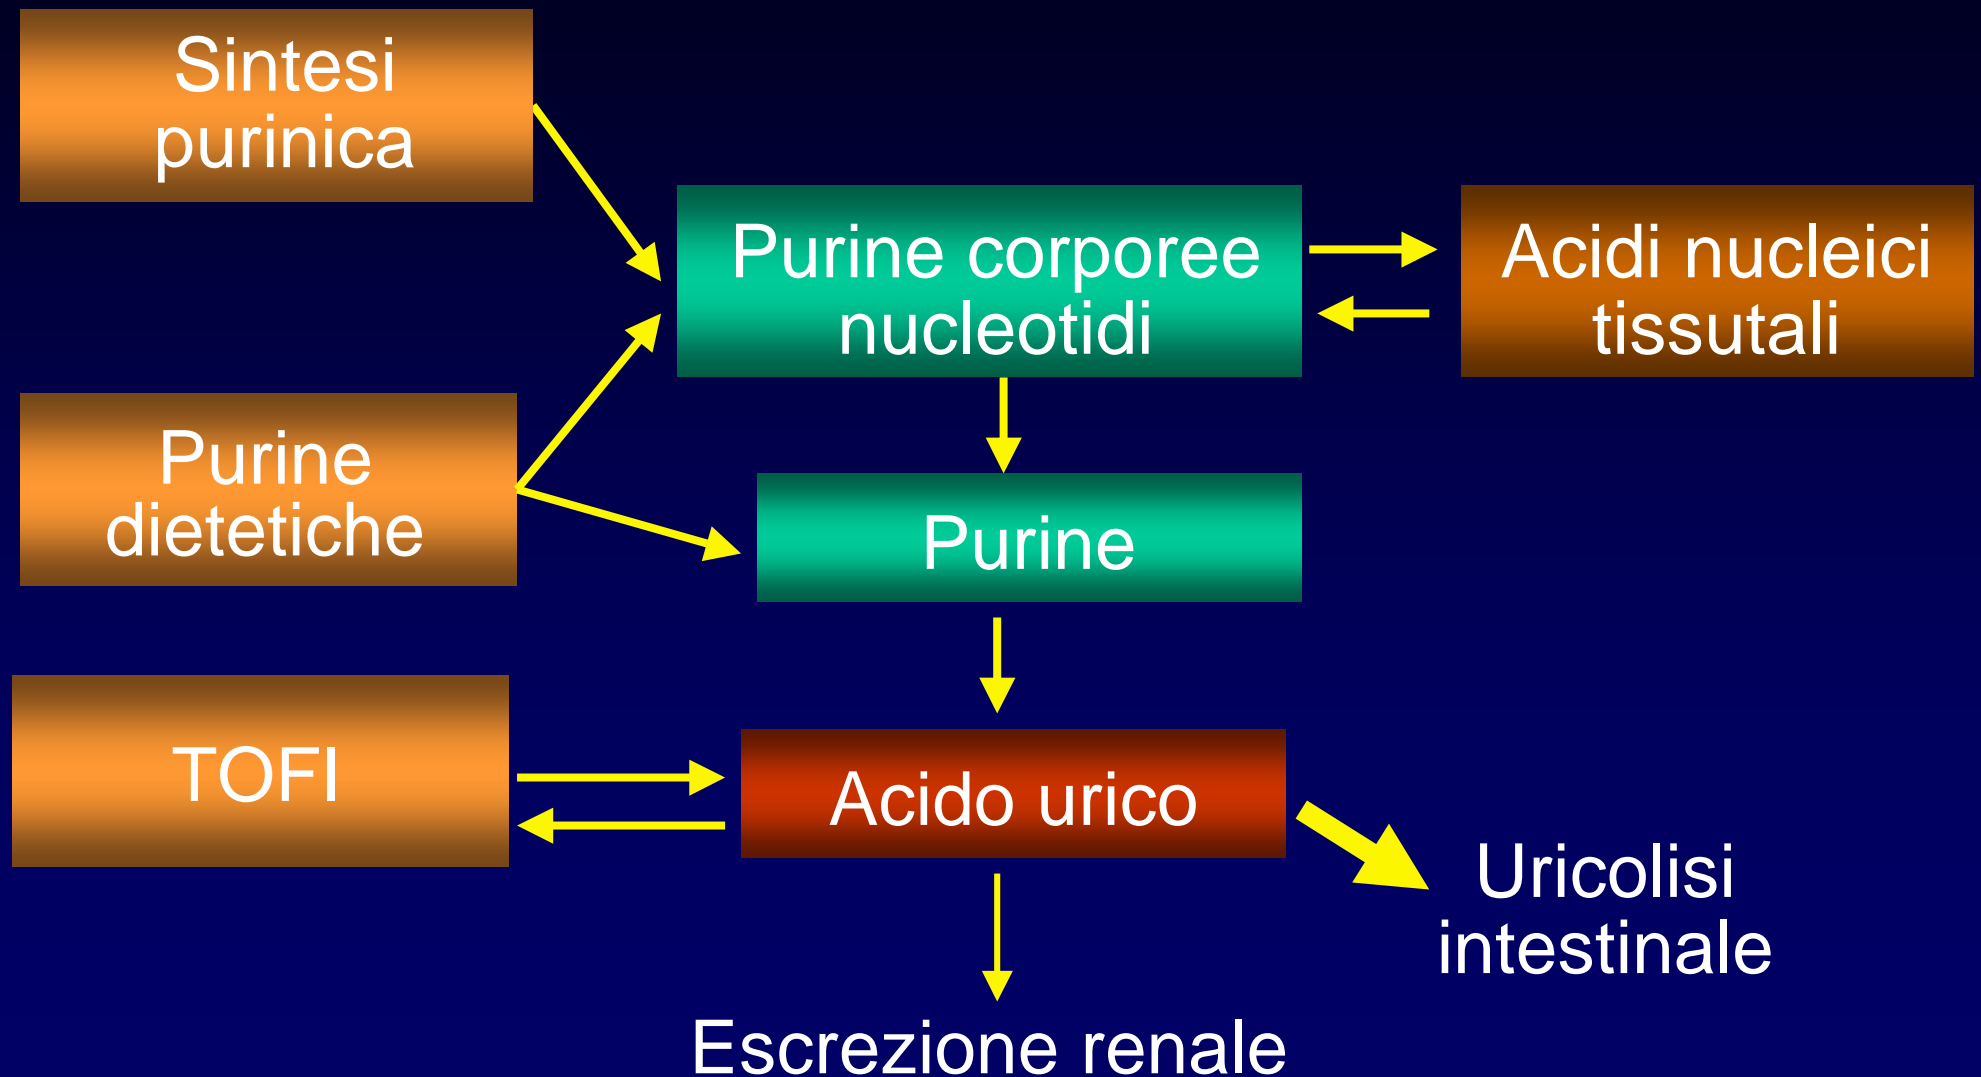 Sintesi
purinica
Purine corporee
nucleotidi
Acidi nucleici
tissutali
Purine
dietetiche
Purine
TOFI
Acido urico
Uricolisi
intestinale
Escrezione renale